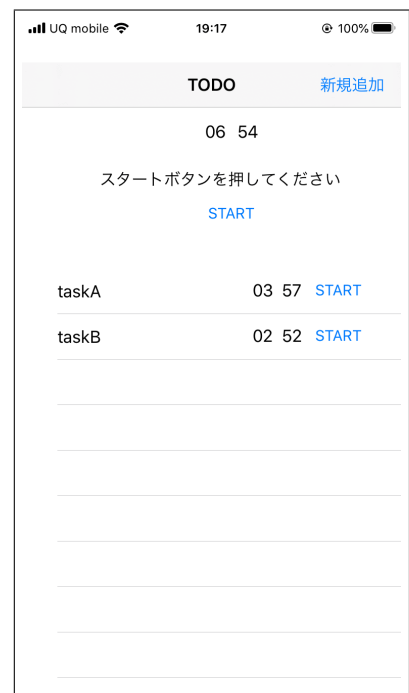 UQ mobile 19:17 100%
TODO 新規追加
06 54
スタートボタンを押してください
START
taskA 03 57 START
taskB 02 52 START